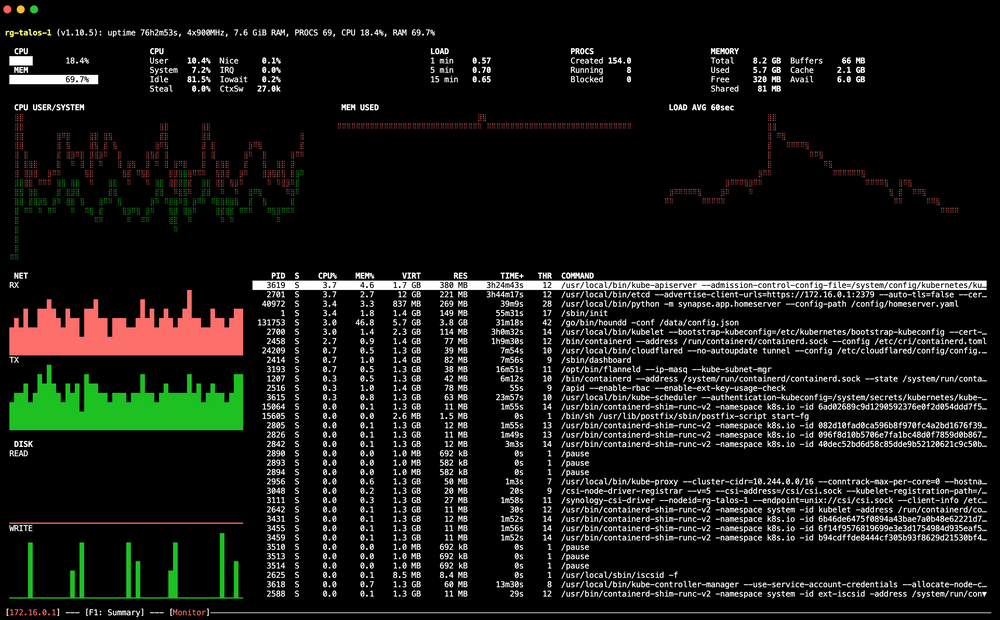 rg-talos-1 (v1.10.5): uptime 76h2m53s, 4x900MHz, 7.6 GiB RAM, PROCS 69, CPU 18.4%, RAM 69.7%
CPU CPU LOAD PROCS MEMORY
18.4% User 10.4% Nice 0.1% 1 min 0.57 Created 154.0 Total 8.2 GB Buffers 66 MB
MEM System 7.2% IRQ 0.0% 5 min 0.70 Running 8 Used 5.7 GB Cache 2.1 GB
69.7% Idle 81.5% Iowait 0.2% 15 min 0.65 Blocked 0 Free 320 MB Avail 6.0 GB
Steal 0.0% CtxSw 27.0k Shared 81 MB
CPU USER/SYSTEM MEM USED LOAD AVG 60sec
NET
RX
TX
DISK
READ
WRITE
PID S CPU% MEM% VIRT RES TIME+ THR COMMAND
3619 S 3.7 4.6 1.7 GB 380 MB 3h24m43s 12 /usr/local/bin/kube-apiserver --admission-control-config-file=/system/config/kubernetes/ku…
2701 S 3.7 2.7 12 GB 221 MB 3h44m17s 12 /usr/local/bin/etcd --advertise-client-urls=https://172.16.0.1:2379 --auto-tls=false --cer…
40972 S 3.4 3.3 837 MB 269 MB 39m9s 28 /usr/local/bin/python -m synapse.app.homeserver --config-path /config/homeserver.yaml
1 S 3.4 1.8 1.4 GB 149 MB 55m31s 17 /sbin/init
131753 S 3.0 46.8 5.7 GB 3.8 GB 31m18s 42 /go/bin/houndd -conf /data/config.json
2700 S 3.0 1.4 2.3 GB 114 MB 3h0m32s 14 /usr/local/bin/kubelet --bootstrap-kubeconfig=/etc/kubernetes/bootstrap-kubeconfig --cert-…
2458 S 2.7 0.9 1.4 GB 77 MB 1h9m30s 12 /bin/containerd --address /run/containerd/containerd.sock --config /etc/cri/containerd.toml
24209 S 0.7 0.5 1.3 GB 39 MB 7m54s 10 /usr/local/bin/cloudflared --no-autoupdate tunnel --config /etc/cloudflared/config/config.…
2414 S 0.7 1.0 1.4 GB 82 MB 7m56s 9 /sbin/dashboard
3193 S 0.7 0.5 1.3 GB 38 MB 16m51s 11 /opt/bin/flanneld --ip-masq --kube-subnet-mgr
1207 S 0.3 0.5 1.3 GB 42 MB 6m12s 10 /bin/containerd --address /system/run/containerd/containerd.sock --state /system/run/conta…
2516 S 0.3 1.0 1.4 GB 78 MB 55s 9 /apid --enable-rbac --enable-ext-key-usage-check
3615 S 0.3 0.8 1.3 GB 63 MB 23m57s 10 /usr/local/bin/kube-scheduler --authentication-kubeconfig=/system/secrets/kubernetes/kube-…
15064 S 0.0 0.1 1.3 GB 11 MB 1m55s 14 /usr/bin/containerd-shim-runc-v2 -namespace k8s.io -id 6ad02689c9d1290592376e0f2d054ddd7f5…
15605 S 0.0 0.0 2.6 MB 1.5 MB 0s 1 /bin/sh /usr/lib/postfix/sbin/postfix-script start-fg
2805 S 0.0 0.1 1.3 GB 12 MB 1m55s 13 /usr/bin/containerd-shim-runc-v2 -namespace k8s.io -id 082d10fad0ca596b8f970fc4a2bd1676f39…
2826 S 0.0 0.1 1.3 GB 11 MB 1m49s 13 /usr/bin/containerd-shim-runc-v2 -namespace k8s.io -id 096f8d10b5706e7fa1bc48d0f7859d0b867…
2842 S 0.0 0.1 1.3 GB 12 MB 3m3s 14 /usr/bin/containerd-shim-runc-v2 -namespace k8s.io -id 40dec52bd6d58c85dde9b52120621c9c50b…
2890 S 0.0 0.0 1.0 MB 692 kB 0s 1 /pause
2893 S 0.0 0.0 1.0 MB 582 kB 0s 1 /pause
2894 S 0.0 0.0 1.0 MB 582 kB 0s 1 /pause
2956 S 0.0 0.6 1.3 GB 50 MB 1m3s 7 /usr/local/bin/kube-proxy --cluster-cidr=10.244.0.0/16 --conntrack-max-per-core=0 --hostna…
3048 S 0.0 0.2 1.3 GB 20 MB 20s 9 /csi-node-driver-registrar --v=5 --csi-address=/csi/csi.sock --kubelet-registration-path=/…
3111 S 0.0 0.3 1.3 GB 27 MB 1m58s 11 /synology-csi-driver --nodeid=rg-talos-1 --endpoint=unix://csi/csi.sock --client-info /etc…
2642 S 0.0 0.1 1.3 GB 11 MB 30s 12 /usr/bin/containerd-shim-runc-v2 -namespace system -id kubelet -address /run/containerd/co…
3431 S 0.0 0.1 1.3 GB 12 MB 1m52s 14 /usr/bin/containerd-shim-runc-v2 -namespace k8s.io -id 6b46de6475f0894a43bae7a0b48e62221d7…
3455 S 0.0 0.1 1.3 GB 11 MB 1m56s 14 /usr/bin/containerd-shim-runc-v2 -namespace k8s.io -id 6f14f9576819699e3e3d1754984d935eaf5…
3459 S 0.0 0.1 1.3 GB 11 MB 1m52s 14 /usr/bin/containerd-shim-runc-v2 -namespace k8s.io -id b94cdffde8444cf305b93f8629d21530bf4…
3510 S 0.0 0.0 1.0 MB 692 kB 0s 1 /pause
3513 S 0.0 0.0 1.0 MB 692 kB 0s 1 /pause
3514 S 0.0 0.0 1.0 MB 692 kB 0s 1 /pause
2625 S 0.0 0.1 8.5 MB 8.4 MB 0s 1 /usr/local/sbin/iscsid -f
3618 S 0.0 0.7 1.3 GB 60 MB 13m30s 8 /usr/local/bin/kube-controller-manager --use-service-account-credentials --allocate-node-c…
2588 S 0.0 0.1 1.3 GB 11 MB 29s 12 /usr/bin/containerd-shim-runc-v2 -namespace system -id ext-iscsid -address /system/run/con▼
[172.16.0.1] --- [F1: Summary] --- [Monitor]